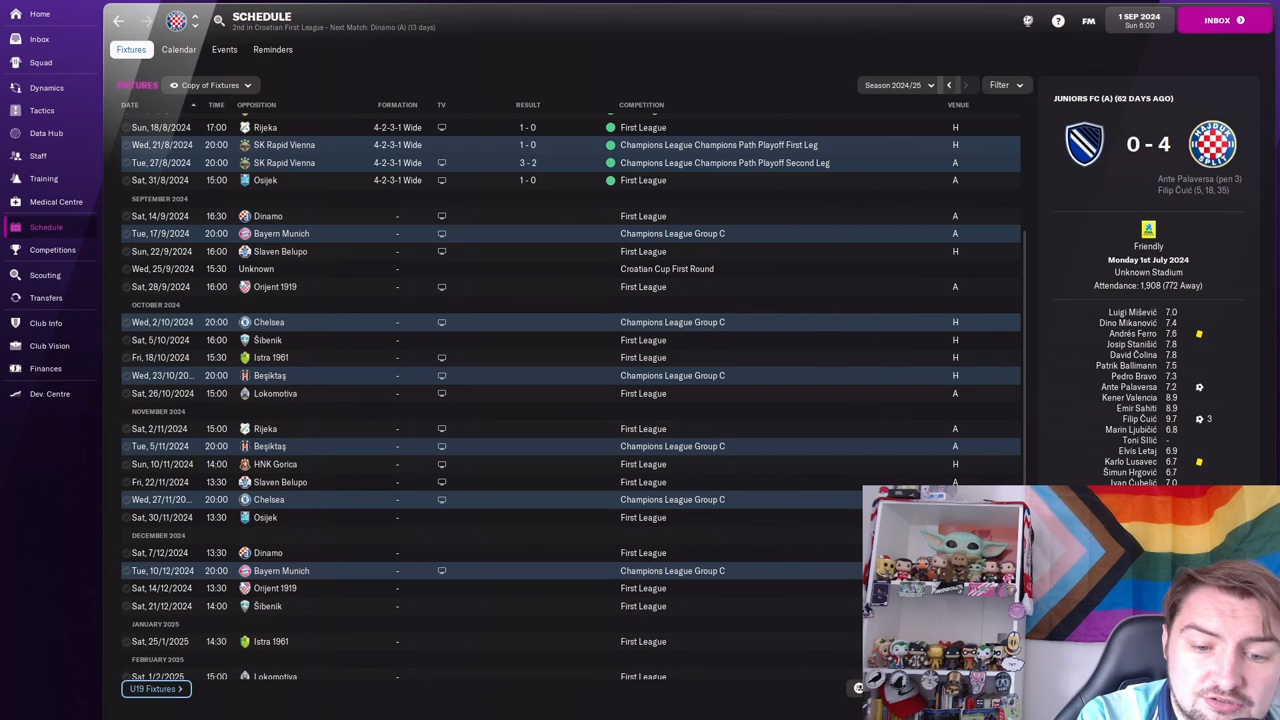 Home
SCHEDULE
2nd in Croatian First League - Next Match: Dinamo (A) (13 days)
FM
1 SEP 2024
Sun 6:00
INBOX
Inbox
Squad
Dynamics
Tactics
Data Hub
Staff
Training
Medical Centre
Schedule
Competitions
Scouting
Transfers
Club Info
Club Vision
Finances
Dev. Centre
Fixtures Calendar Events Reminders
FIXTURES Copy of Fixtures Season 2024/25 Filter
DATE TIME OPPOSITION FORMATION TV RESULT COMPETITION VENUE
Sun, 18/8/2024 17:00 Rijeka 4-2-3-1 Wide 1 - 0 First League H
Wed, 21/8/2024 20:00 SK Rapid Vienna 4-2-3-1 Wide 1 - 0 Champions League Champions Path Playoff First Leg H
Tue, 27/8/2024 20:00 SK Rapid Vienna 4-2-3-1 Wide 3 - 2 Champions League Champions Path Playoff Second Leg A
Sat, 31/8/2024 15:00 Osijek 4-2-3-1 Wide 1 - 0 First League A
SEPTEMBER 2024
Sat, 14/9/2024 16:30 Dinamo - First League A
Tue, 17/9/2024 20:00 Bayern Munich - Champions League Group C A
Sun, 22/9/2024 16:00 Slaven Belupo - First League H
Wed, 25/9/2024 15:30 Unknown - Croatian Cup First Round
Sat, 28/9/2024 16:00 Orijent 1919 - First League A
OCTOBER 2024
Wed, 2/10/2024 20:00 Chelsea - Champions League Group C H
Sat, 5/10/2024 16:00 Šibenik - First League H
Fri, 18/10/2024 15:30 Istra 1961 - First League H
Wed, 23/10/20... 20:00 Beşiktaş - Champions League Group C H
Sat, 26/10/2024 15:00 Lokomotiva - First League A
NOVEMBER 2024
Sat, 2/11/2024 15:00 Rijeka - First League A
Tue, 5/11/2024 20:00 Beşiktaş - Champions League Group C A
Sun, 10/11/2024 14:00 HNK Gorica - First League H
Fri, 22/11/2024 13:30 Slaven Belupo - First League A
Wed, 27/11/20... 20:00 Chelsea - Champions League Group C
Sat, 30/11/2024 13:30 Osijek - First League
DECEMBER 2024
Sat, 7/12/2024 13:30 Dinamo - First League
Tue, 10/12/2024 20:00 Bayern Munich - Champions League Group C
Sat, 14/12/2024 13:30 Orijent 1919 - First League
Sat, 21/12/2024 14:00 Šibenik - First League
JANUARY 2025
Sat, 25/1/2025 14:30 Istra 1961 - First League
FEBRUARY 2025
Sat, 1/2/2025 15:00 Lokomotiva - First League
U19 Fixtures
JUNIORS FC (A) (62 DAYS AGO)
0 - 4
Ante Palaversa (pen 3)
Filip Čuić (5, 18, 35)
Friendly
Monday 1st July 2024
Unknown Stadium
Attendance: 1,908 (772 Away)
Luigi Mišević 7.0
Dino Mikanović 7.4
Andrés Ferro 7.6
Josip Stanišić 7.8
David Čolina 7.8
Patrik Ballimann 7.5
Pedro Bravo 7.3
Ante Palaversa 7.2
Kener Valencia 8.9
Emir Sahiti 8.9
Filip Čuić 9.7 3
Marin Ljubičić 6.8
Toni Silić -
Elvis Letaj 6.9
Karlo Lusavec 6.7
Šimun Hrgović 6.7
Ivan Ćubelić 7.0